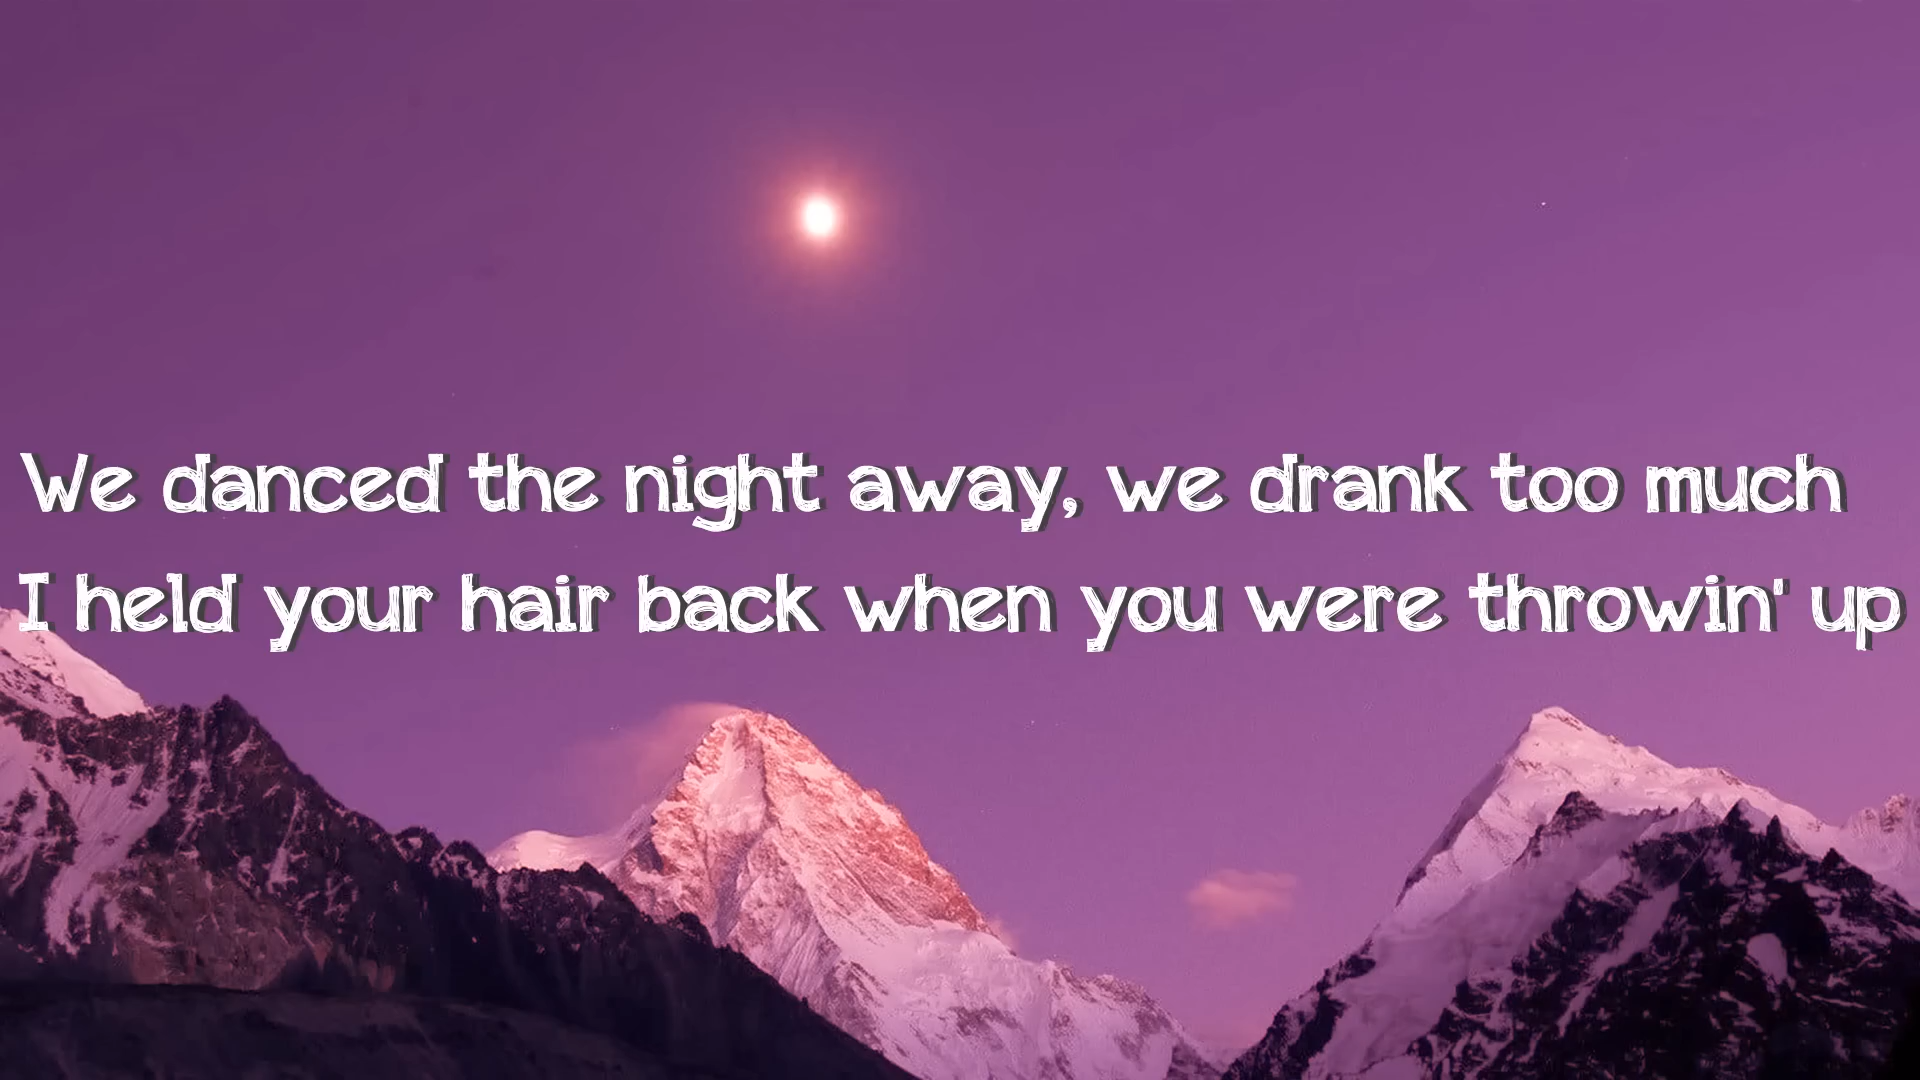 We danced the night away, we drank too much
I held your hair back when you were throwin' up